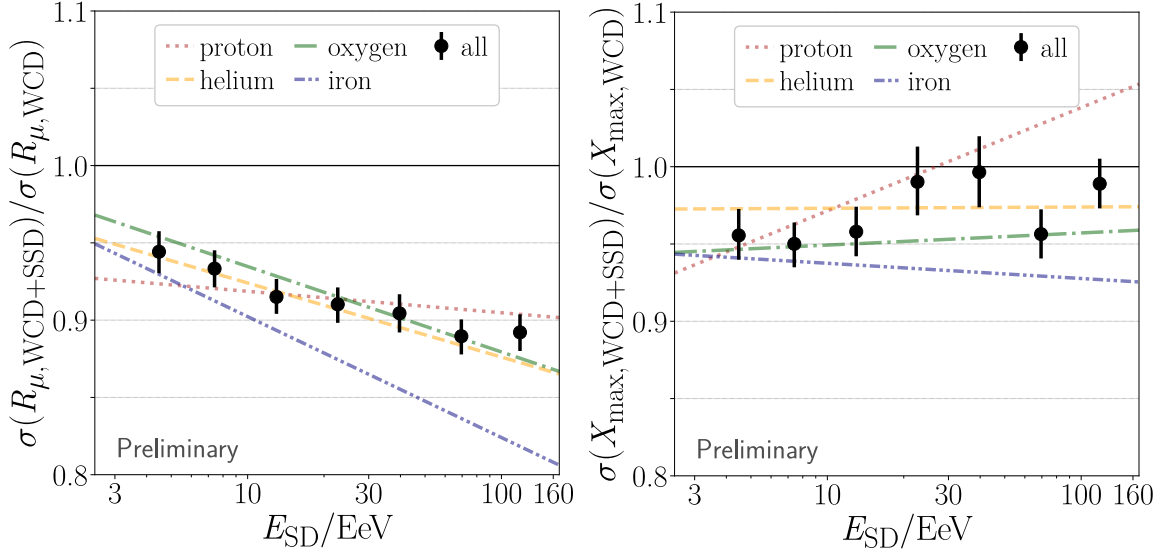 σ(R_μ,WCD+SSD)/σ(R_μ,WCD)
1.1
1.0
0.9
0.8
proton
helium
oxygen
iron
all
Preliminary
3
10
30
100
160
E_SD/EeV
σ(X_max,WCD+SSD)/σ(X_max,WCD)
1.1
1.0
0.9
0.8
proton
helium
oxygen
iron
all
Preliminary
3
10
30
100
160
E_SD/EeV